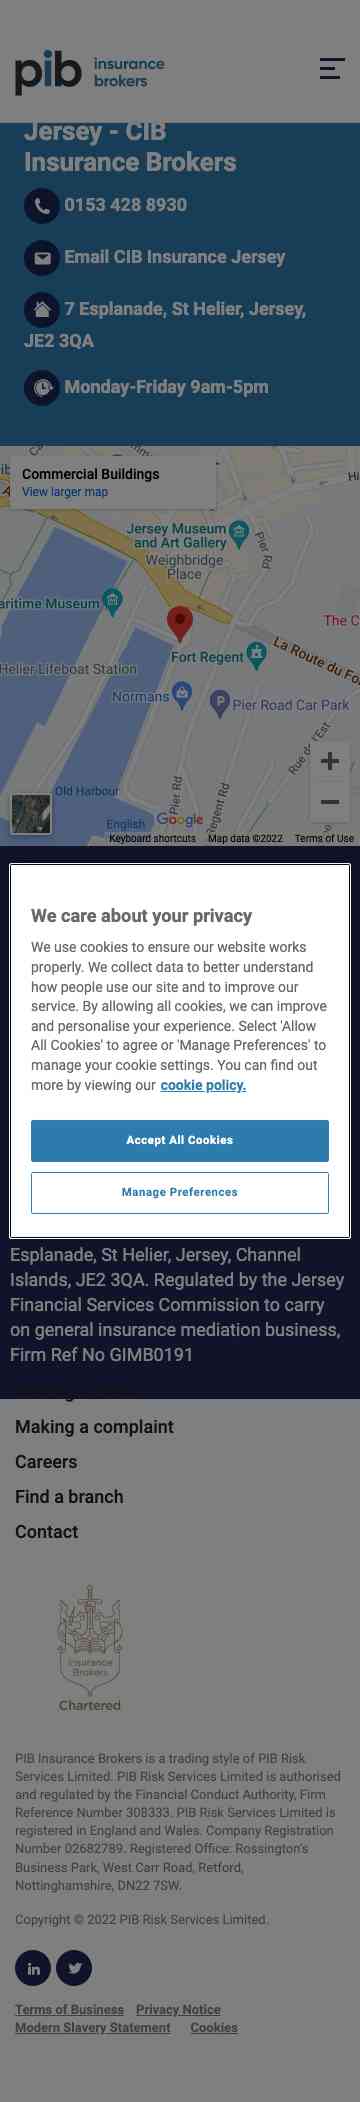 pib insurance
brokers
Jersey - CIB
Insurance Brokers
0153 428 8930
Email CIB Insurance Jersey
7 Esplanade, St Helier, Jersey,
JE2 3QA
Monday-Friday 9am-5pm
Commercial Buildings
View larger map
Jersey Museum
and Art Gallery
Weighbridge
Place
Pier Rd
aritime Museum
The C
Fort Regent
La Route du Fo
Helier Lifeboat Station
Normans
P
Pier Road Car Park
Rue de l'Est
Old Harbour
Pier Rd
Regent Rd
English
Google
Keyboard shortcuts Map data ©2022 Terms of Use
We care about your privacy
We use cookies to ensure our website works
properly. We collect data to better understand
how people use our site and to improve our
service. By allowing all cookies, we can improve
and personalise your experience. Select 'Allow
All Cookies' to agree or 'Manage Preferences' to
manage your cookie settings. You can find out
more by viewing our cookie policy.
Accept All Cookies
Manage Preferences
Esplanade, St Helier, Jersey, Channel
Islands, JE2 3QA. Regulated by the Jersey
Financial Services Commission to carry
on general insurance mediation business,
Firm Ref No GIMB0191
Making a complaint
Careers
Find a branch
Contact
Insurance
Brokers
Chartered
PIB Insurance Brokers is a trading style of PIB Risk
Services Limited. PIB Risk Services Limited is authorised
and regulated by the Financial Conduct Authority, Firm
Reference Number 308333. PIB Risk Services Limited is
registered in England and Wales. Company Registration
Number 02682789. Registered Office: Rossington's
Business Park, West Carr Road, Retford,
Nottinghamshire, DN22 7SW.
Copyright © 2022 PIB Risk Services Limited.
in
Terms of Business Privacy Notice
Modern Slavery Statement Cookies